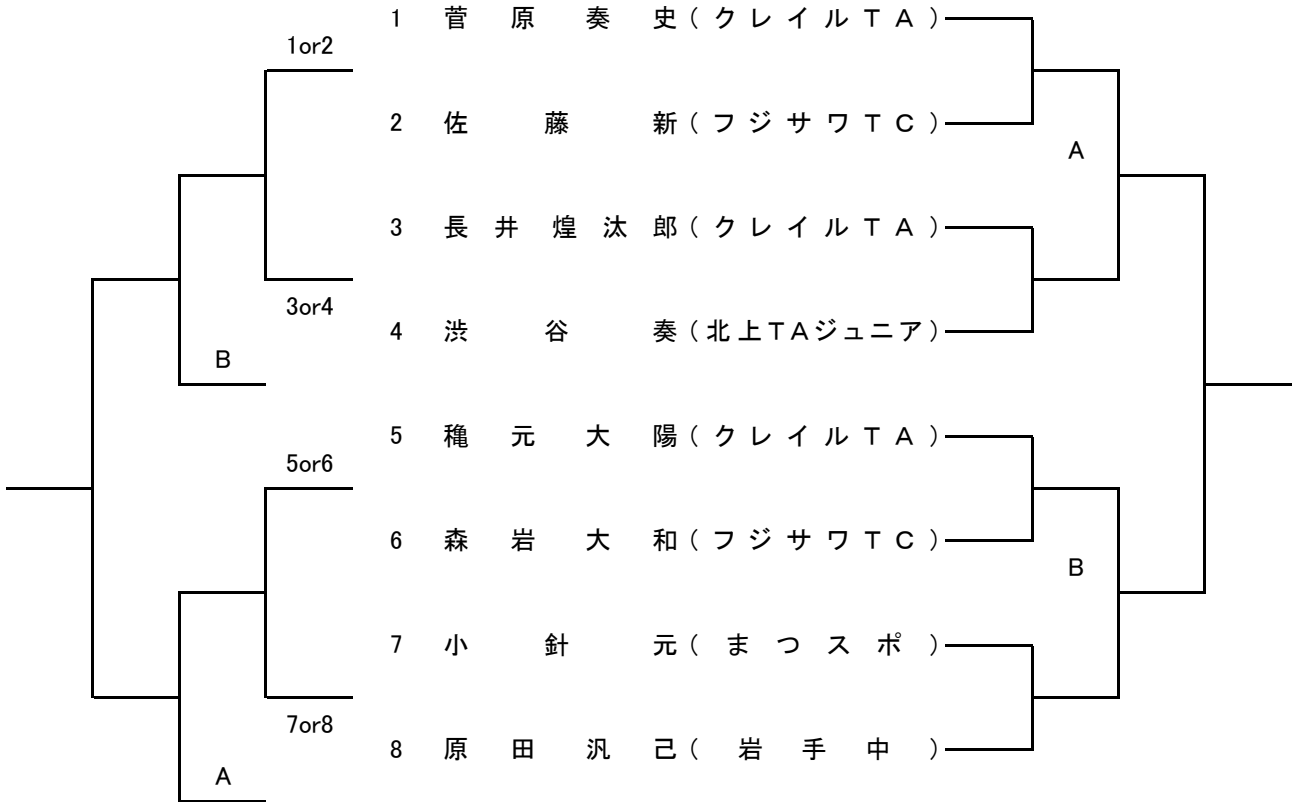 1 菅原奏史(クレイルTA)
1or2
2 佐藤新(フジサワTC)
A
3 長井煌汰郎(クレイルTA)
3or4
4 渋谷奏(北上TAジュニア)
B
5 穐元大陽(クレイルTA)
5or6
6 森岩大和(フジサワTC)
B
7 小針元(まつスポ)
7or8
8 原田汎己(岩手中)
A